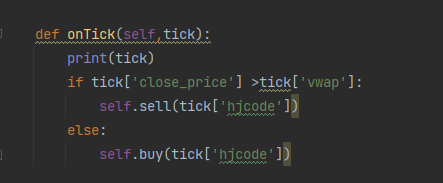 def onTick(self,tick):
print(tick)
if tick['close_price'] >tick['vwap']:
self.sell(tick['hjcode'])
else:
self.buy(tick['hjcode'])